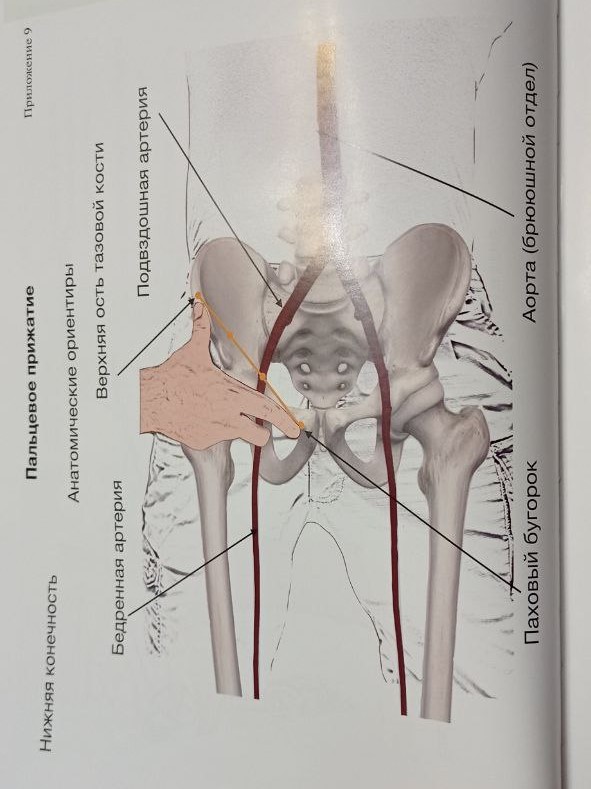 Приложение 9
Пальцевое прижатие
Нижняя конечность
Анатомические ориентиры
Верхняя ость тазовой кости
Бедренная артерия
Подвздошная артерия
Паховый бугорок
Аорта (брюшной отдел)